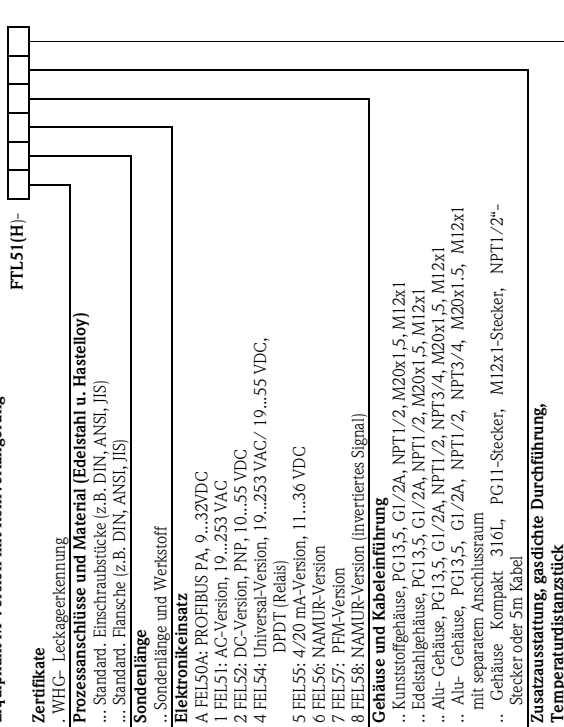 FTL51(H)-
Zertifikate
. WHG- Leckageerkennung
Prozessanschlüsse und Material (Edelstahl u. Hastelloy)
... Standard. Einschraubstücke (z.B. DIN, ANSI, JIS)
... Standard. Flansche (z.B. DIN, ANSI, JIS)
Sondenlänge
.. Sondenlänge und Werkstoff
Elektronikeinsatz
A FEL50A: PROFIBUS PA, 9...32VDC
1 FEL51: AC-Version, 19...253 VAC
2 FEL52: DC-Version, PNP, 10...55 VDC
4 FEL54: Universal-Version, 19...253 VAC/ 19...55 VDC,
DPDT (Relais)
5 FEL55: 4/20 mA-Version, 11...36 VDC
6 FEL56: NAMUR-Version
7 FEL57: PFM-Version
8 FEL58: NAMUR-Version (invertiertes Signal)
Gehäuse und Kabeleinführung
.. Kunststoffgehäuse, PG13,5, G1/2A, NPT1/2, M20x1,5, M12x1
.. Edelstahlgehäuse, PG13,5, G1/2A, NPT1/2, M20x1,5, M12x1
.. Alu- Gehäuse, PG13,5, G1/2A, NPT1/2, NPT3/4, M20x1,5, M12x1
.. Alu- Gehäuse, PG13,5, G1/2A, NPT1/2, NPT3/4, M20x1.5, M12x1
mit separatem Anschlussraum
.. Gehäuse Kompakt 316L, PG11-Stecker, M12x1-Stecker, NPT1/2"-
Stecker oder 5m Kabel
Zusatzausstattung, gasdichte Durchführung,
Temperaturdistanzstück